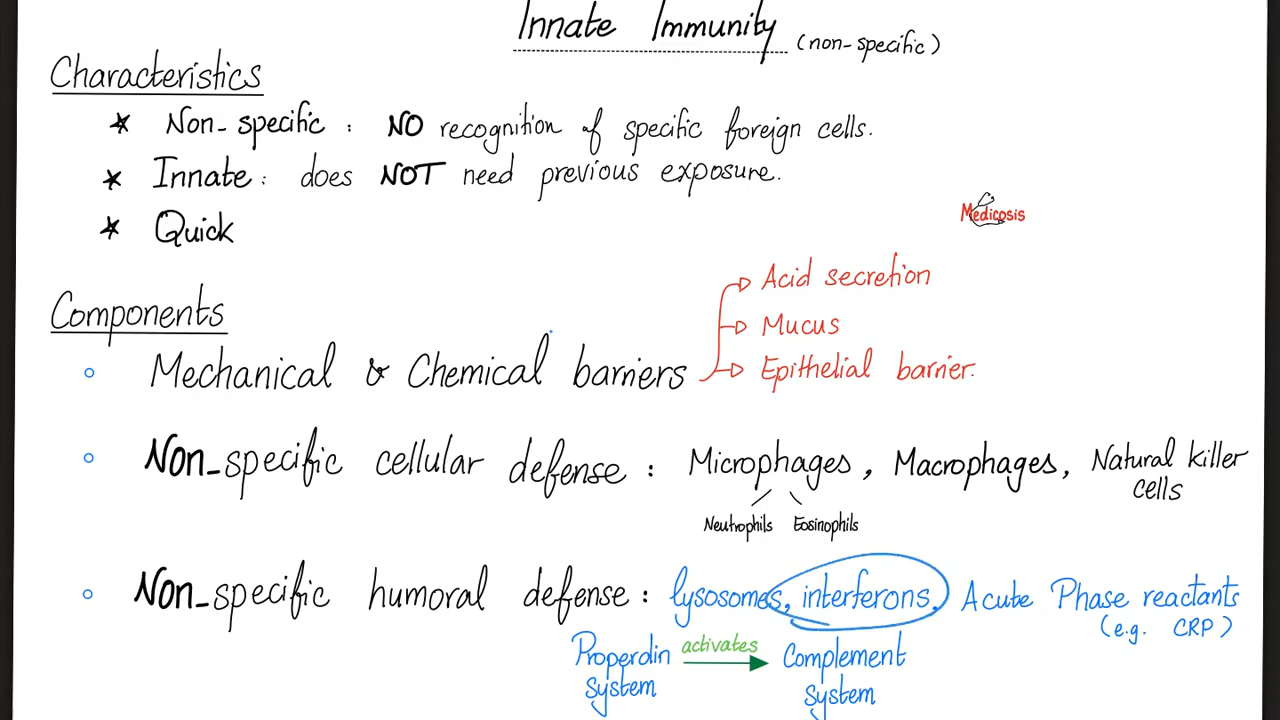 Innate Immunity (non-specific)
Characteristics
* Non-specific: NO recognition of specific foreign cells.
* Innate: does NOT need previous exposure.
* Quick
Medicosis
Components
Mechanical & Chemical barriers
Acid secretion
Mucus
Epithelial barrier.
Non-specific cellular defense: Microphages, Macrophages, Natural killer
cells
Neutrophils Eosinophils
Non-specific humoral defense: lysosomes, interferons, Acute Phase reactants
(e.g. CRP)
Properdin activates Complement
system system